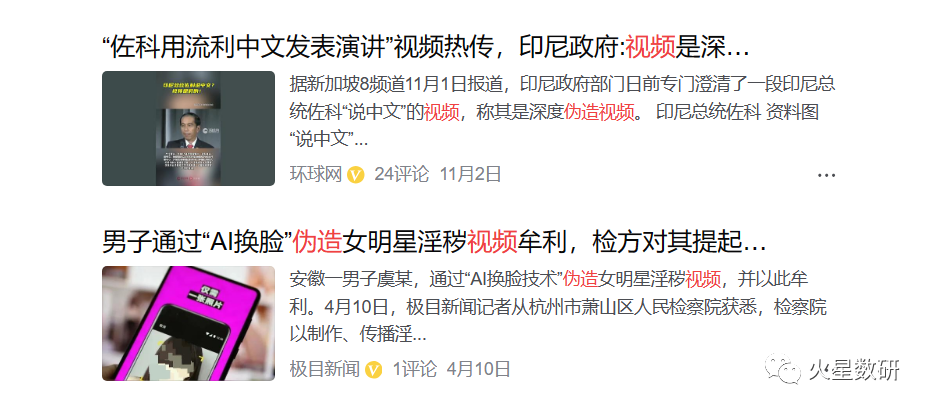 “佐科用流利中文发表演讲”视频热传，印尼政府:视频是深...
据新加坡8频道11月1日报道，印尼政府部门日前专门澄清了一段印尼总
统佐科“说中文”的视频，称其是深度伪造视频。 印尼总统佐科 资料图
“说中文”...
环球网 24评论 11月2日
男子通过“AI换脸”伪造女明星淫秽视频牟利，检方对其提起...
仅需
一张照片
安徽一男子虞某，通过“AI换脸技术”伪造女明星淫秽视频，并以此牟
利。4月10日，极目新闻记者从杭州市萧山区人民检察院获悉，检察院
以制作、传播淫...
极目新闻 1评论 4月10日
火星数研